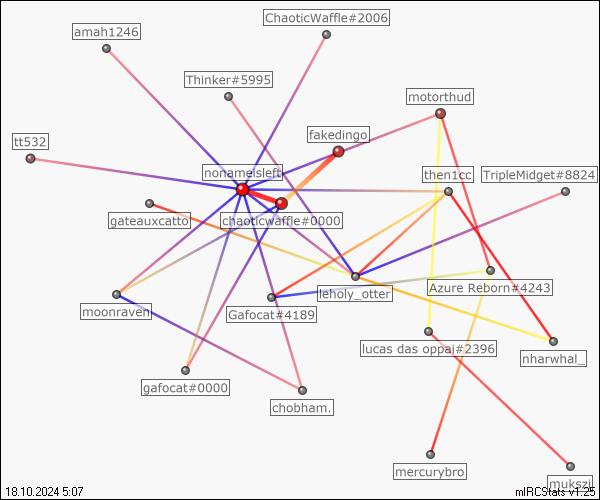 ChaoticWaffle#2006
amah1246
Thinker#5995
motorthud
fakedingo
tt532
nonameisleft
then1cc
TripleMidget#8824
gateauxcatto
chaoticwaffle#0000
leholy_otter
Azure Reborn#4243
moonraven
Gafocat#4189
lucas das oppai#2396
nharwhal_
gafocat#0000
chobham.
mercurybro
mukszi
18.10.2024 5:07
mIRCStats v1.25